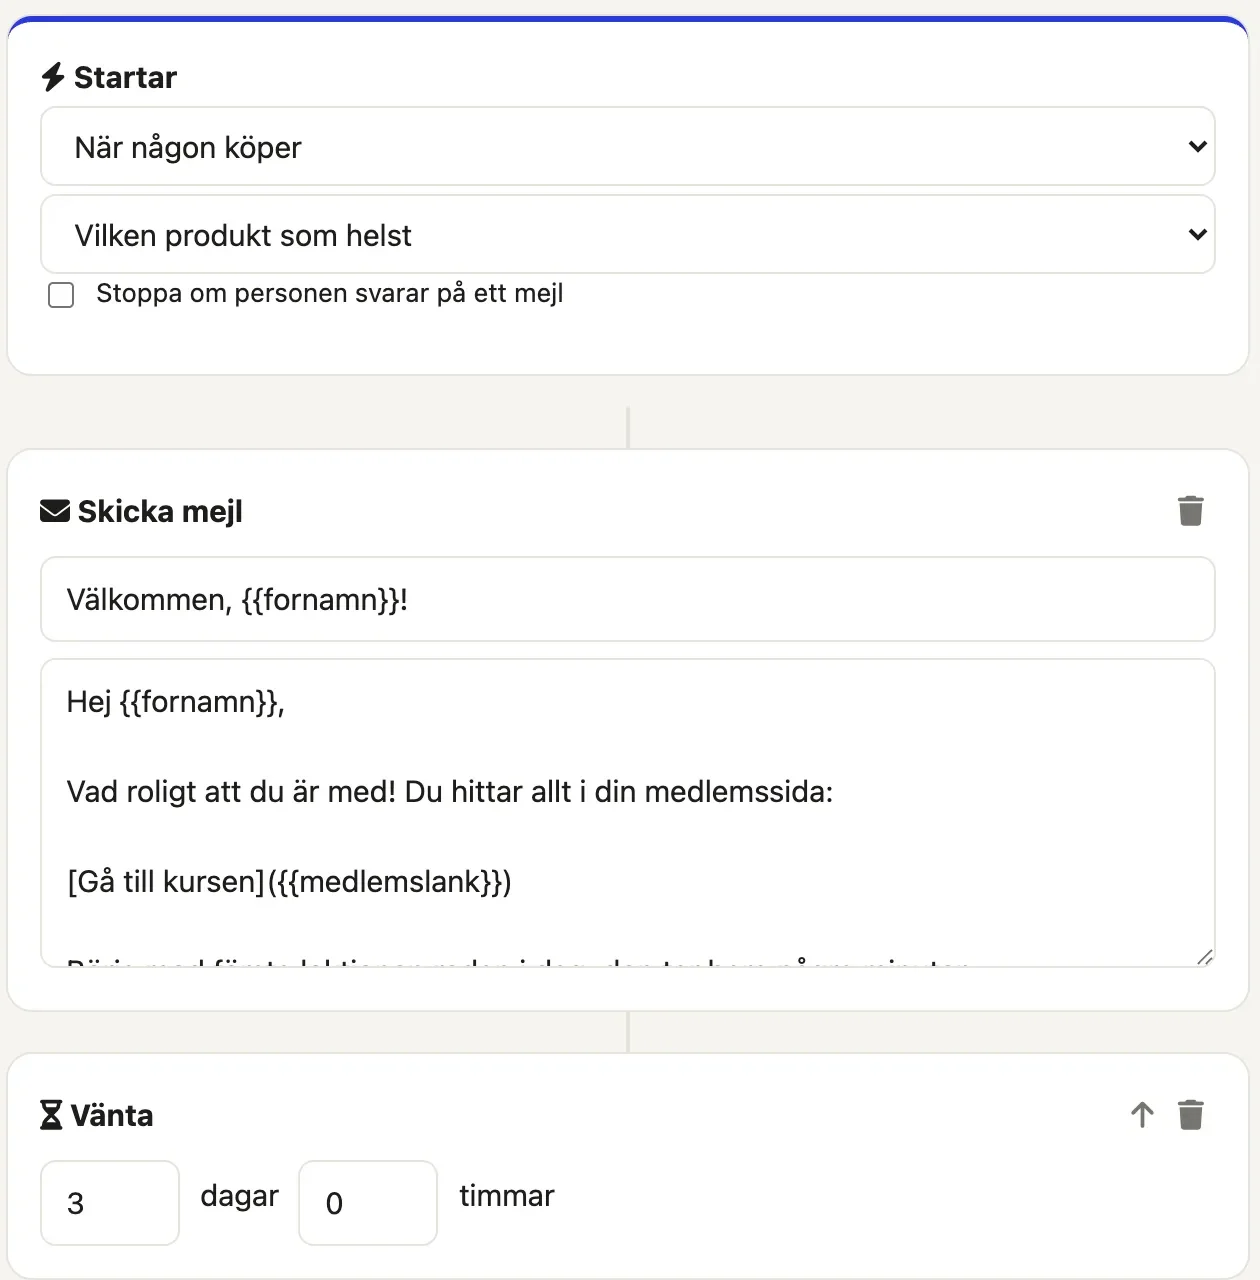 Startar
När någon köper
Vilken produkt som helst
Stoppa om personen svarar på ett mejl
Skicka mejl
Välkommen, {{fornamn}}!
Hej {{fornamn}},
Vad roligt att du är med! Du hittar allt i din medlemssida:
[Gå till kursen]({{medlemslank}})
Vänta
3 dagar 0 timmar